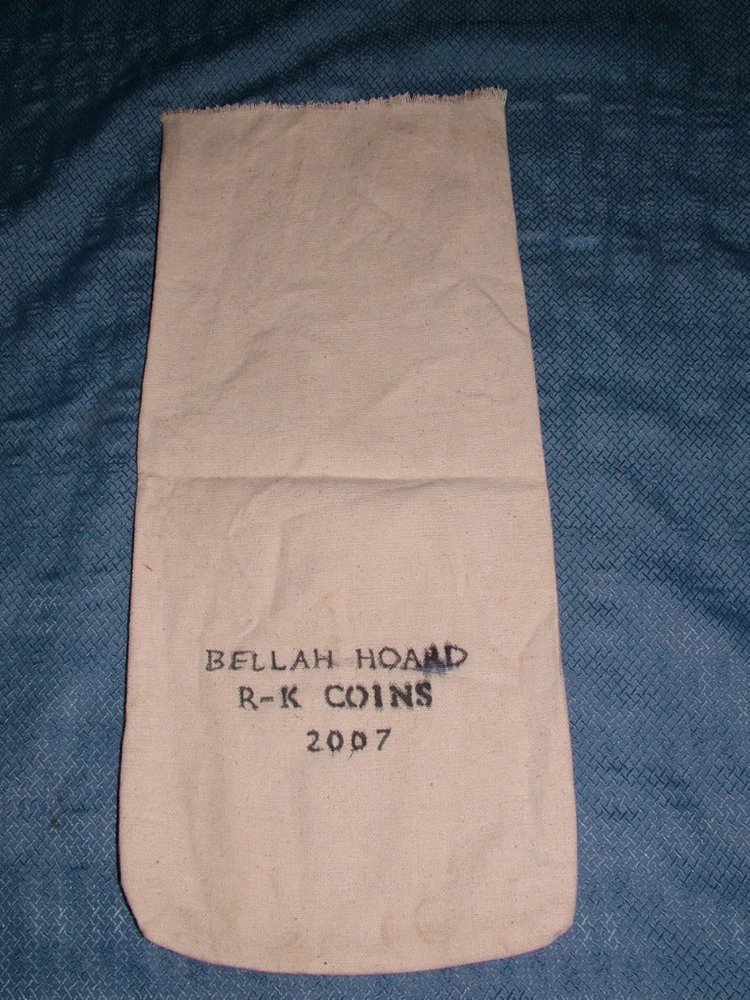 BELLAH HOARD
R-K COINS
2007